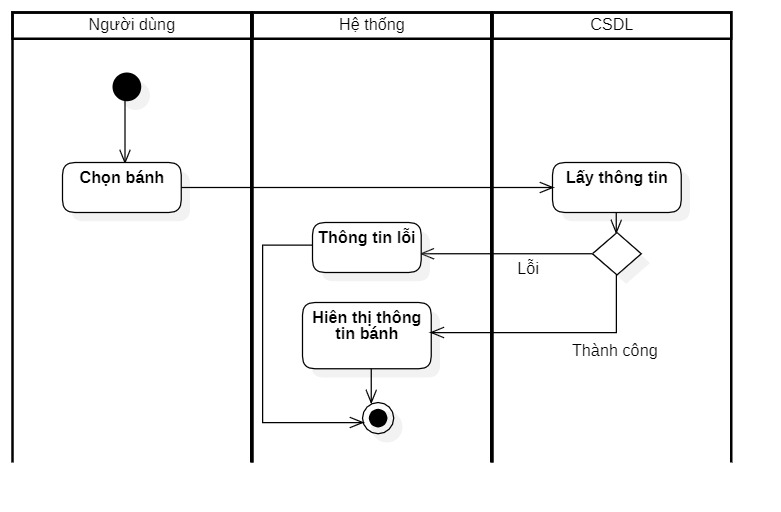 Người dùng
Hệ thống
CSDL
Chọn bánh
Lấy thông tin
Thông tin lỗi
Lỗi
Hiên thị thông
tin bánh
Thành công